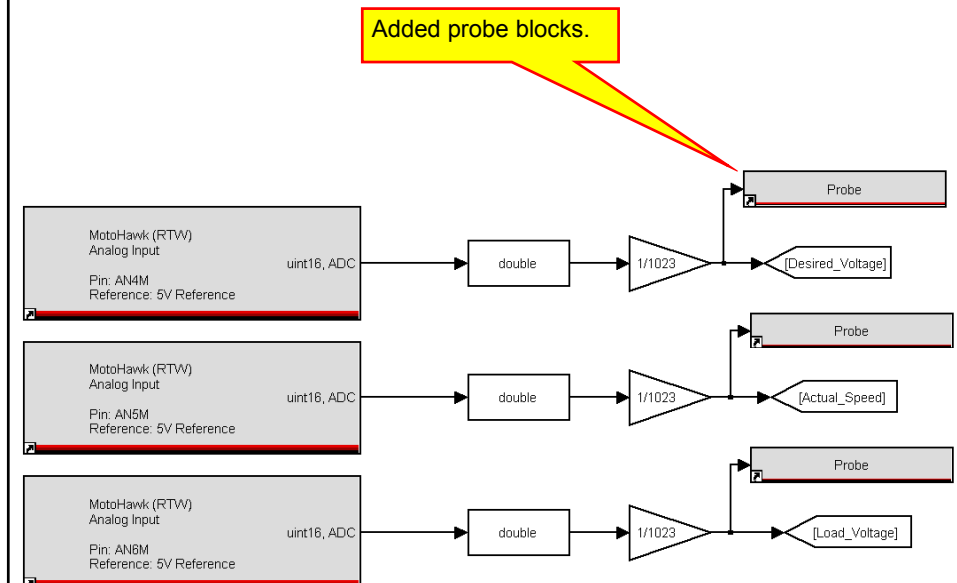 Added probe blocks.
Probe
MotoHawk (RTW)
Analog Input
Pin: AN4M
Reference: 5V Reference
uint16, ADC
double
1/1023
[Desired_Voltage]
Probe
MotoHawk (RTW)
Analog Input
Pin: AN5M
Reference: 5V Reference
uint16, ADC
double
1/1023
[Actual_Speed]
Probe
MotoHawk (RTW)
Analog Input
Pin: AN6M
Reference: 5V Reference
uint16, ADC
double
1/1023
[Load_Voltage]